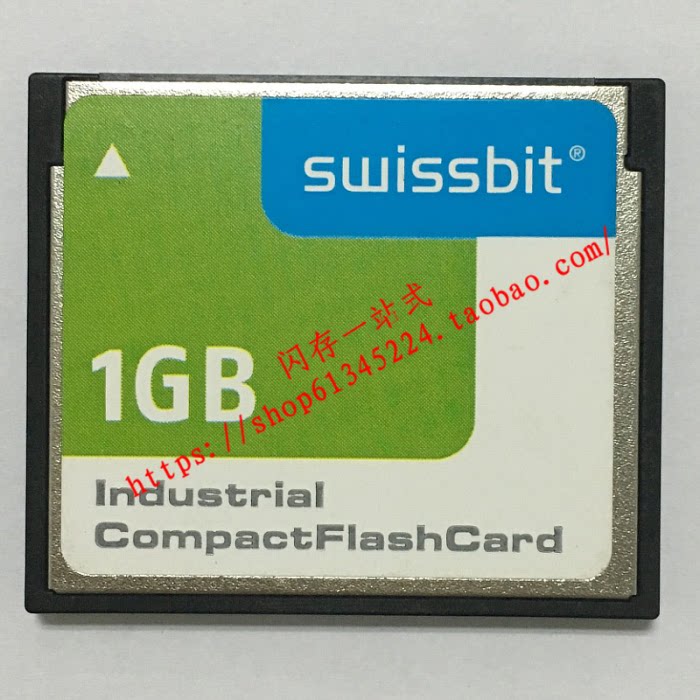 swissbit®
闪存一站式
https://shop61345224.taobao.com/
1GB
Industrial
CompactFlashCard